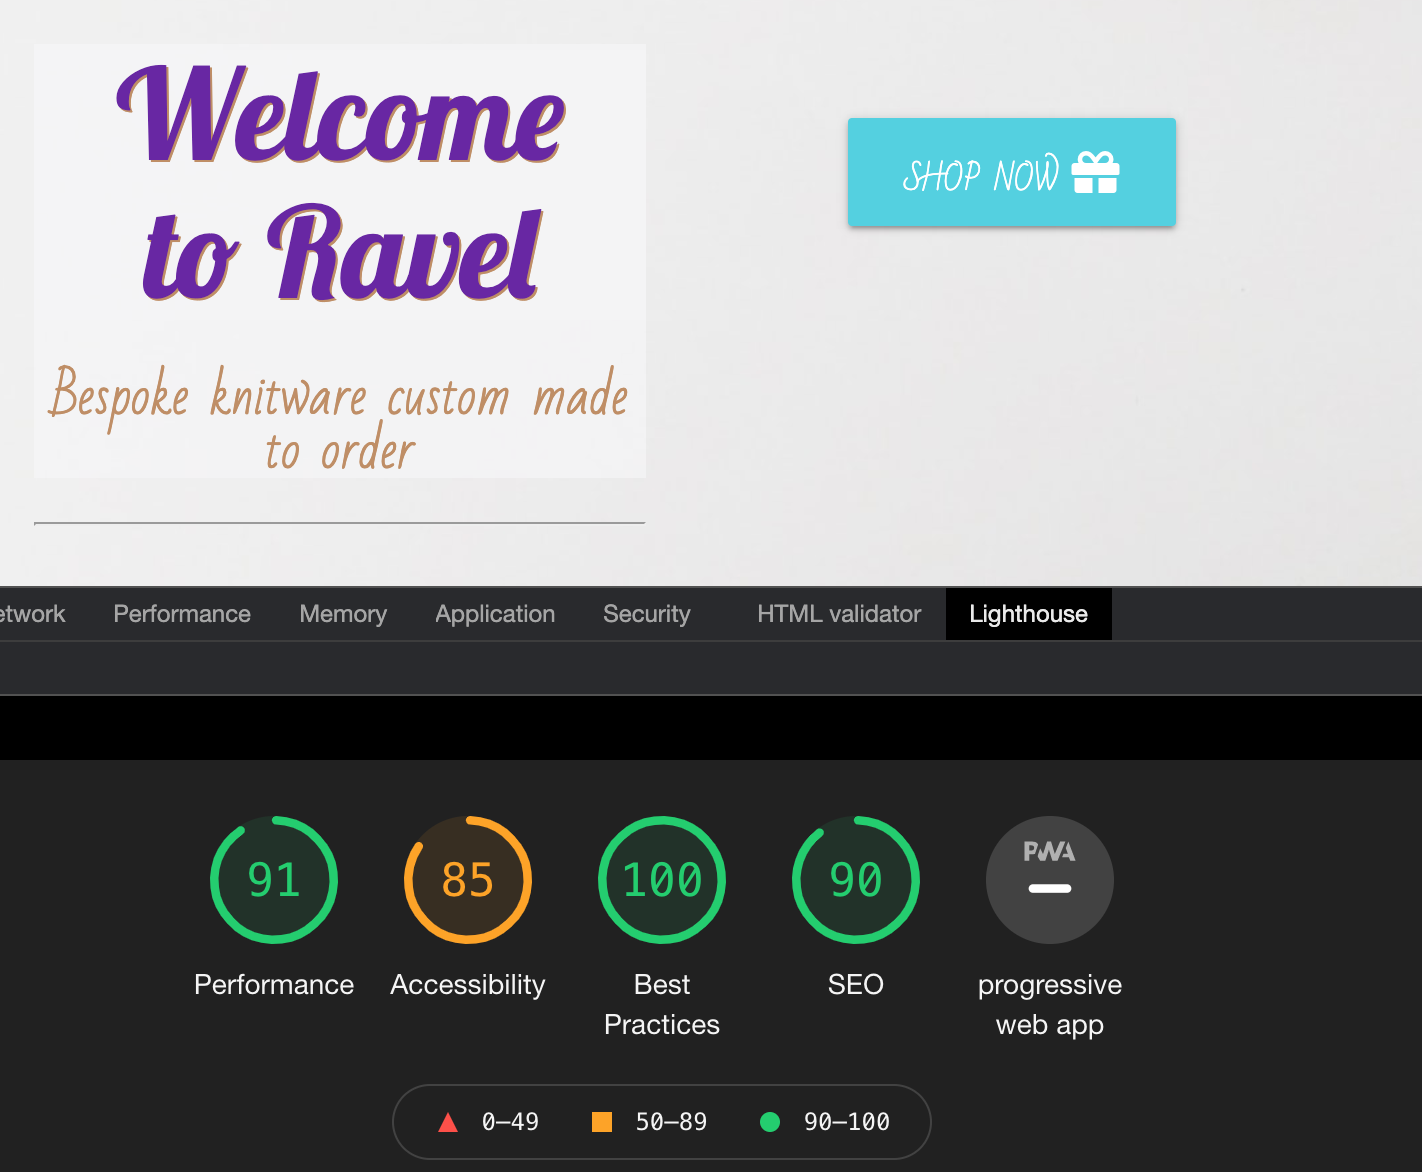 Welcome
to Ravel
Bespoke knitware custom made
to order
SHOP NOW
etwork Performance Memory Application Security HTML validator Lighthouse
91 85 100 90 PWA
Performance Accessibility Best Practices SEO progressive web app
0–49 50–89 90–100